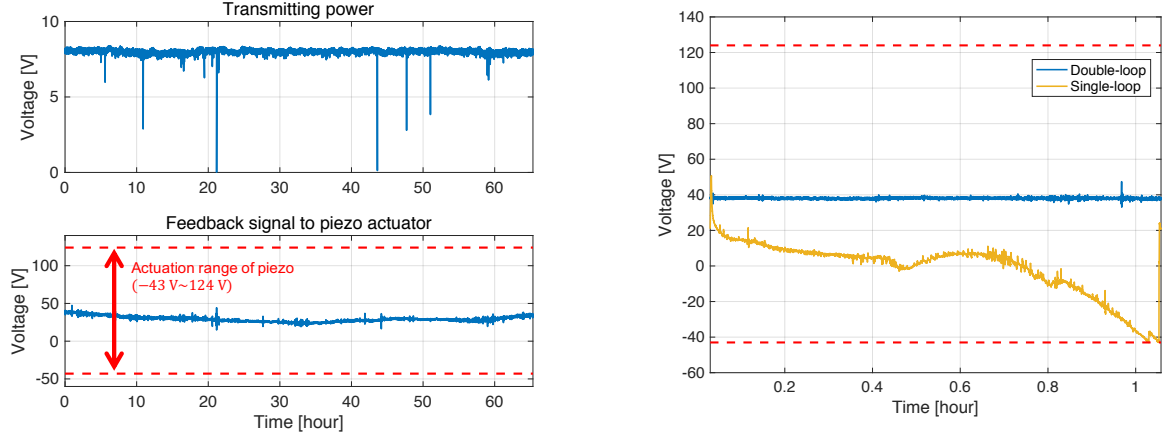 Transmitting power
10
5
0
Voltage [V]
0 10 20 30 40 50 60
Feedback signal to piezo actuator
100
50
0
-50
Voltage [V]
Actuation range of piezo
(−43 V~124 V)
0 10 20 30 40 50 60
Time [hour]
140
120
100
80
60
40
20
0
-20
-40
-60
Voltage [V]
Double-loop
Single-loop
0.2 0.4 0.6 0.8 1
Time [hour]